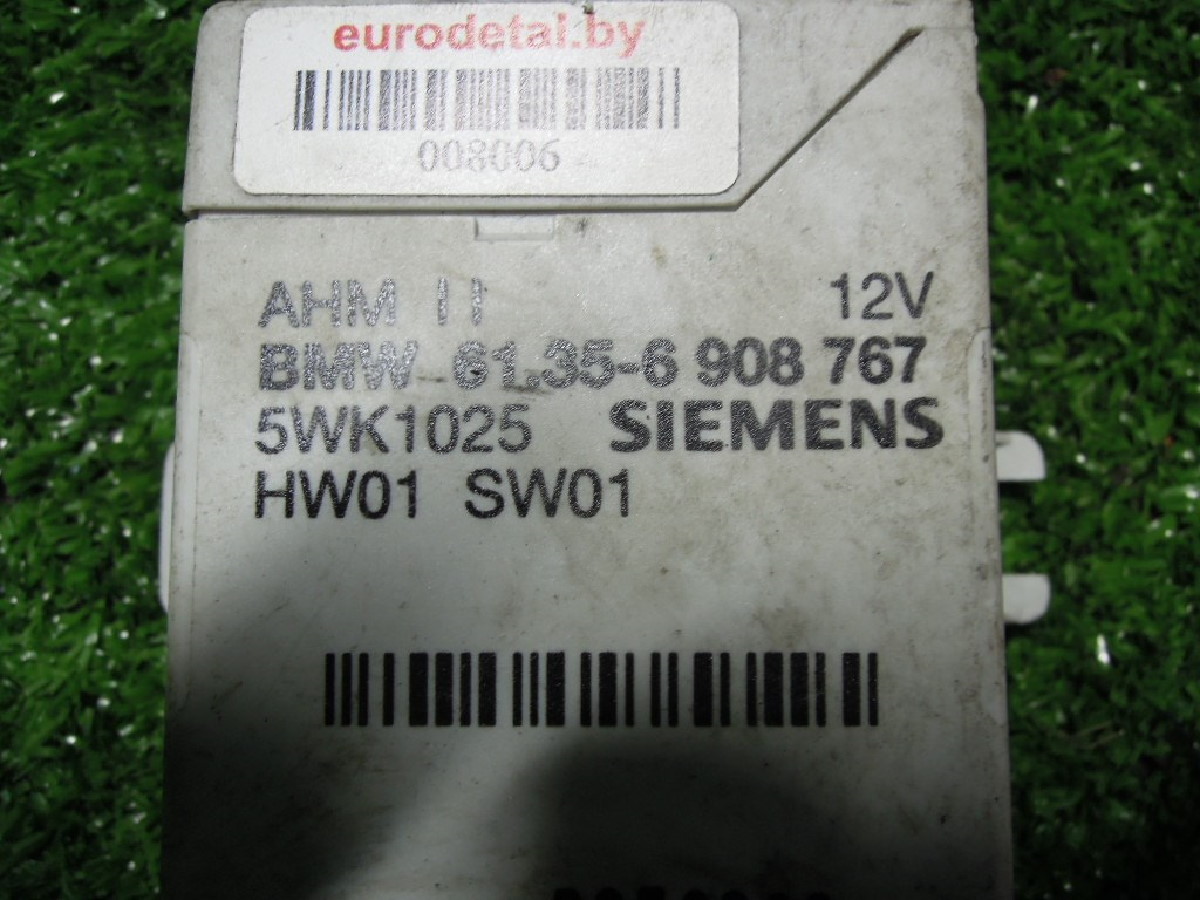 eurodetal.by
008006
AHM II 12V
BMW 61.35-6 908 767
5WK1025 SIEMENS
HW01 SW01